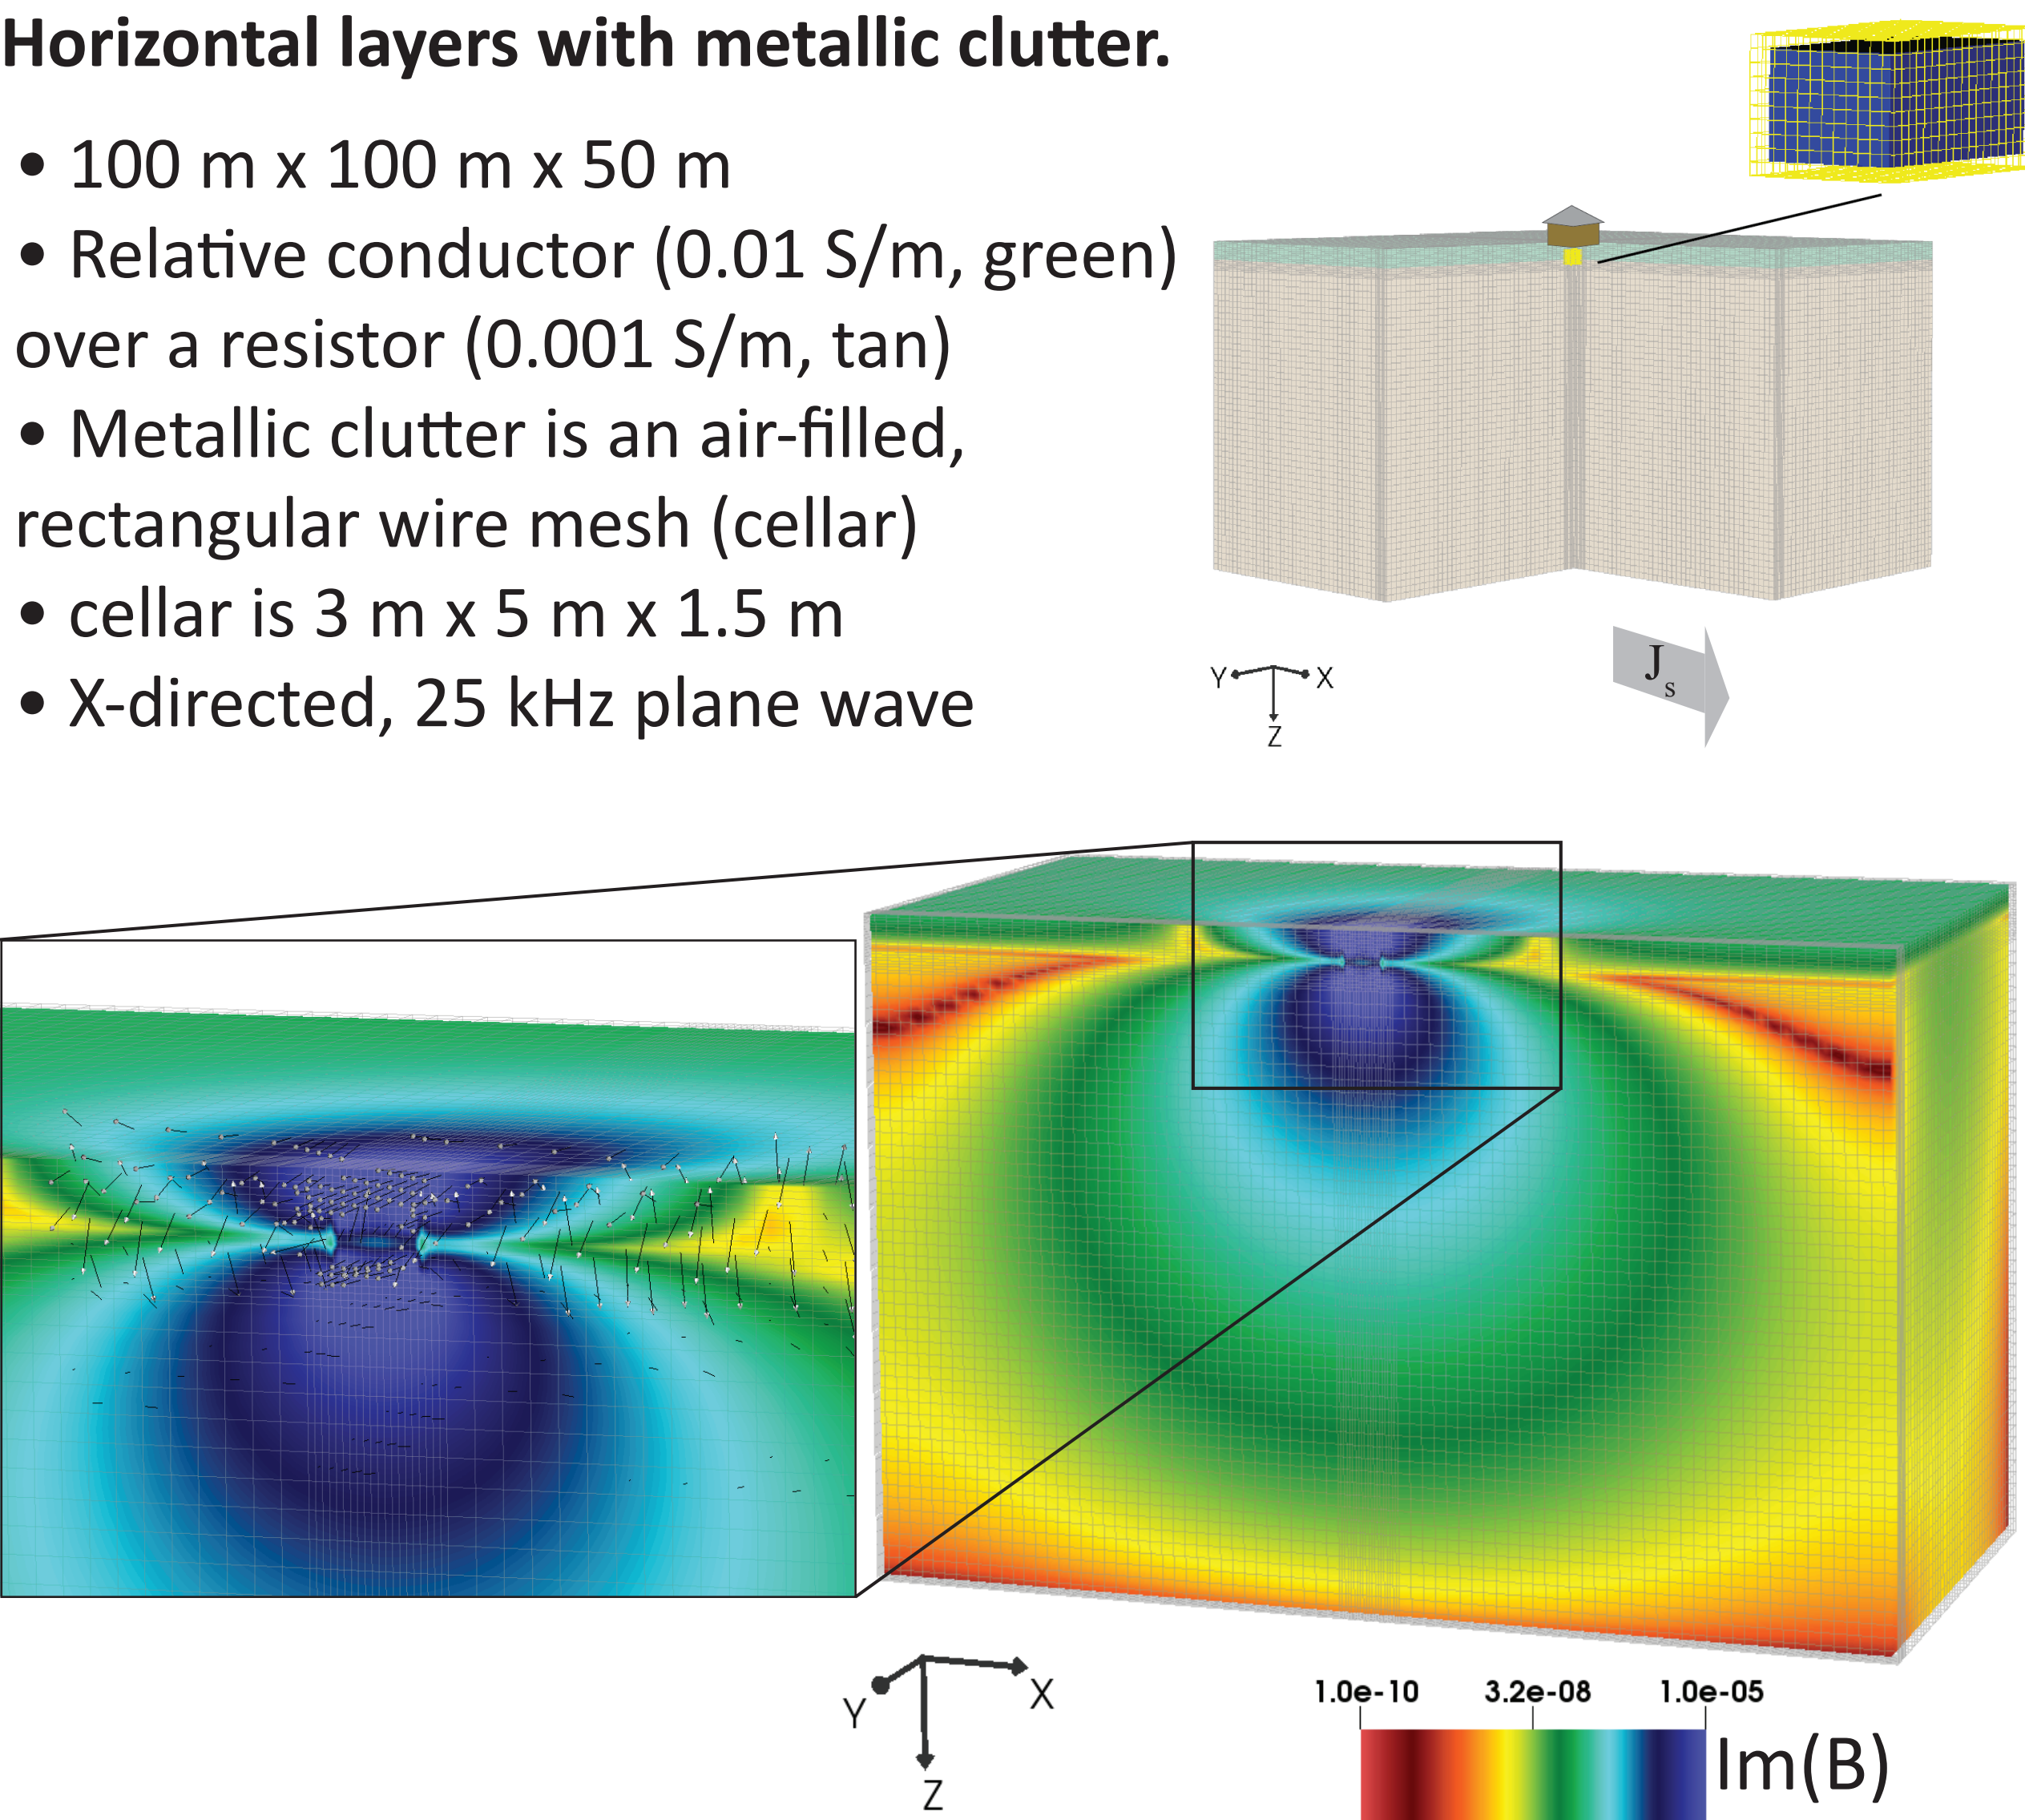 Horizontal layers with metallic clutter.
• 100 m x 100 m x 50 m
• Relative conductor (0.01 S/m, green)
over a resistor (0.001 S/m, tan)
• Metallic clutter is an air-filled,
rectangular wire mesh (cellar)
• cellar is 3 m x 5 m x 1.5 m
• X-directed, 25 kHz plane wave
Y X
Z
Js
Y X
Z
1.0e-10 3.2e-08 1.0e-05
Im(B)